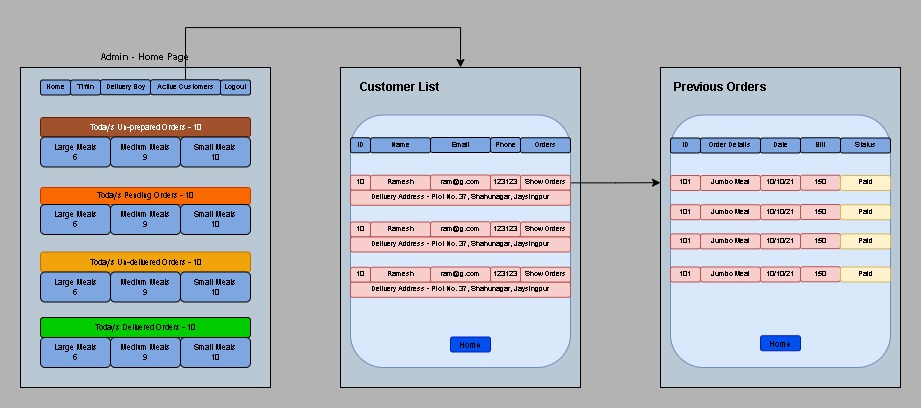 Admin - Home Page
Home Tiffin Delivery Boy Active Customers Logout
Today's Un-prepared Orders - 10
Large Meals Medium Meals Small Meals
6 9 10
Today's Pending Orders - 10
Large Meals Medium Meals Small Meals
6 9 10
Today's Un-delivered Orders - 10
Large Meals Medium Meals Small Meals
6 9 10
Today's Delivered Orders - 10
Large Meals Medium Meals Small Meals
6 9 10
Customer List
ID Name Email Phone Orders
10 Ramesh ram@g.com 123123 Show Orders
Delivery Address - Plot No. 37, Shahunagar, Jaysingpur
10 Ramesh ram@g.com 123123 Show Orders
Delivery Address - Plot No. 37, Shahunagar, Jaysingpur
10 Ramesh ram@g.com 123123 Show Orders
Delivery Address - Plot No. 37, Shahunagar, Jaysingpur
Home
Previous Orders
ID Order Details Date Bill Status
101 Jumbo Meal 10/10/21 150 Paid
101 Jumbo Meal 10/10/21 150 Paid
101 Jumbo Meal 10/10/21 150 Paid
101 Jumbo Meal 10/10/21 150 Paid
Home